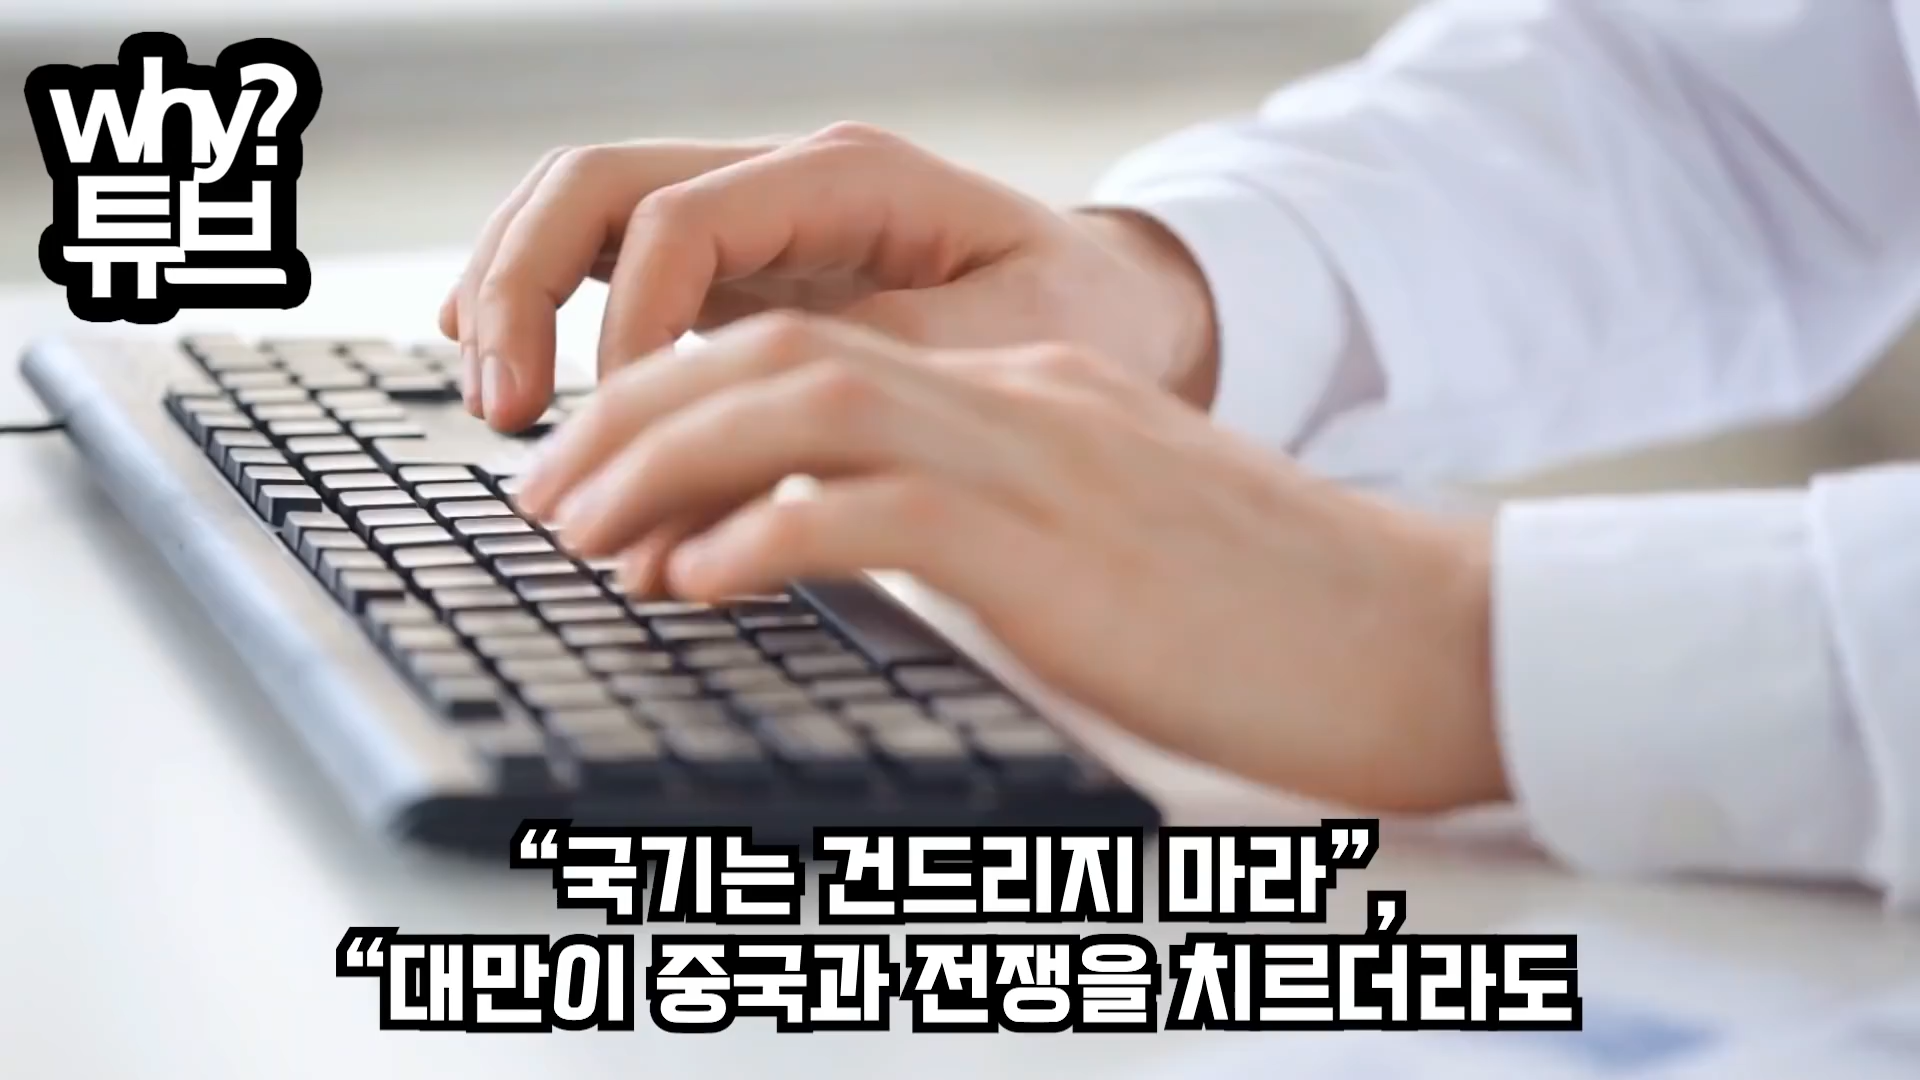 why?
튜브
“국기는 건드리지 마라”,
“대만이 중국과 전쟁을 치르더라도